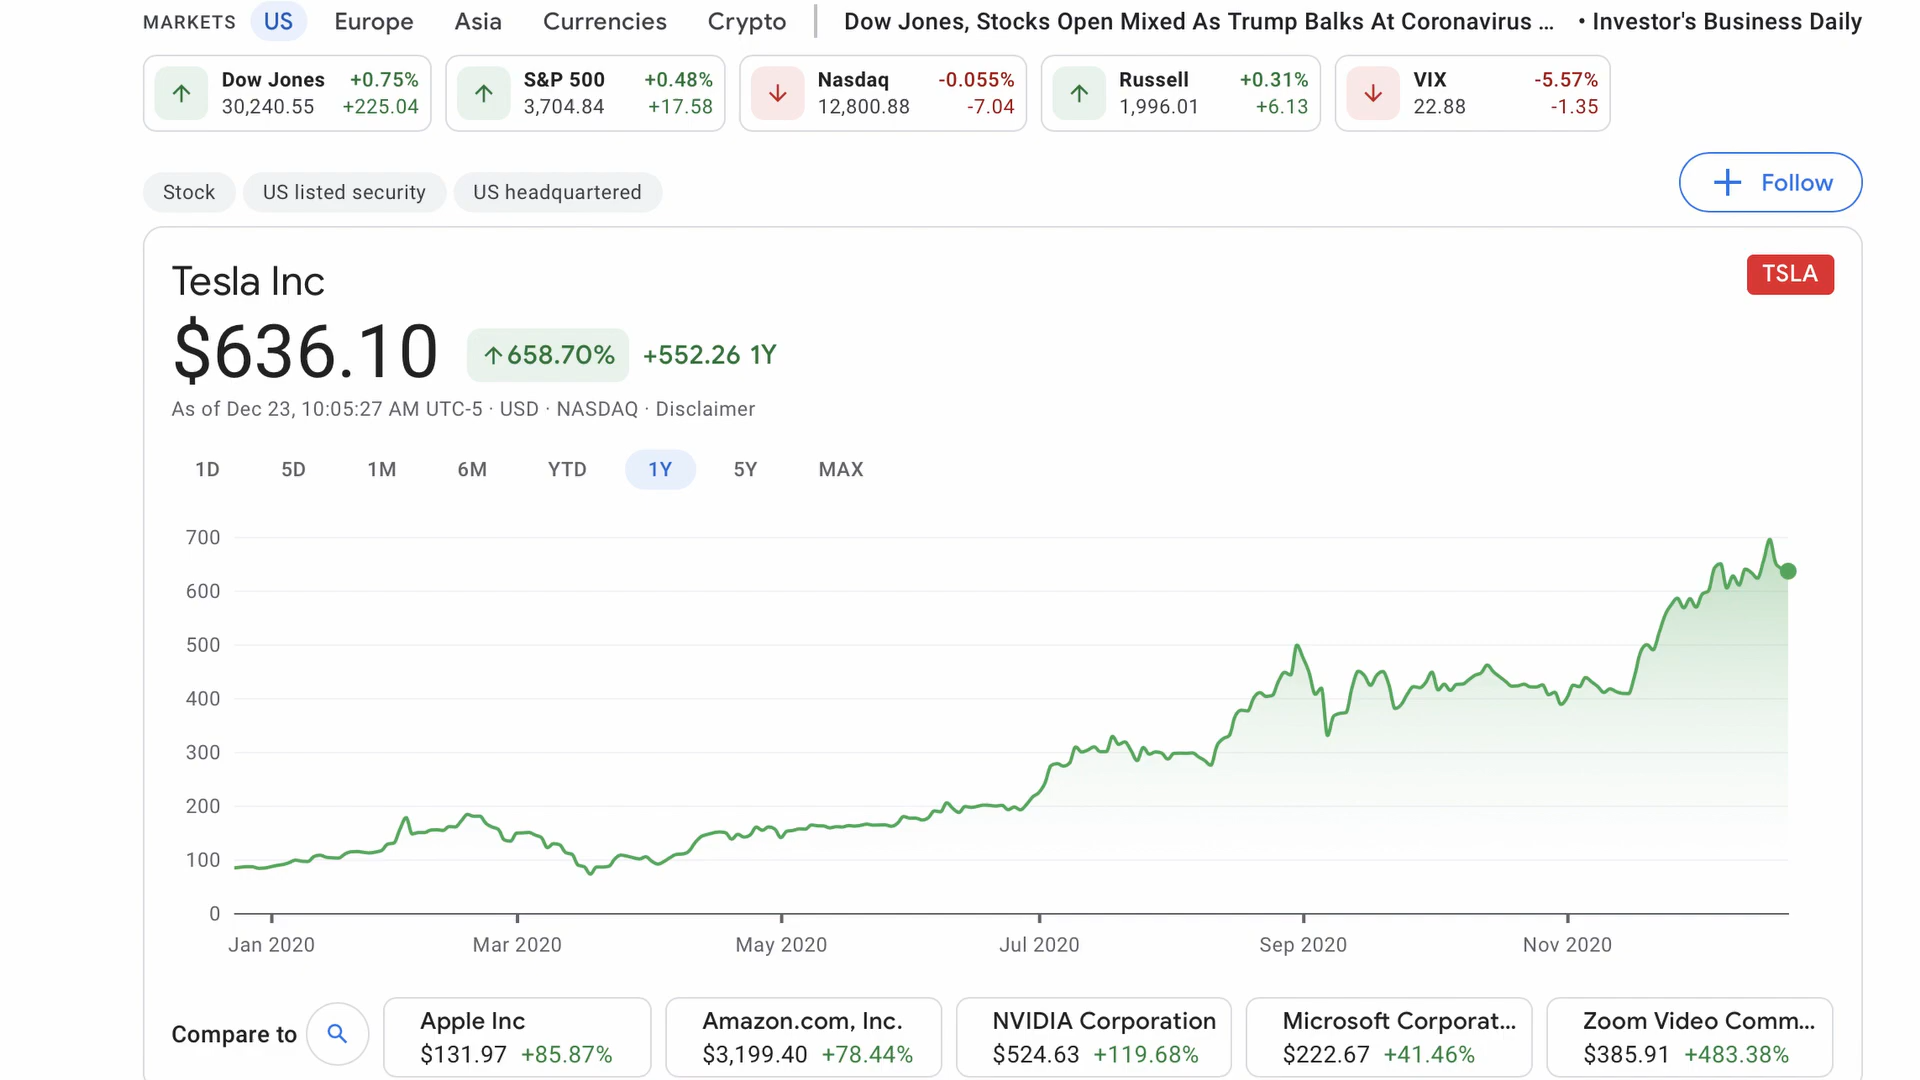 MARKETS US Europe Asia Currencies Crypto Dow Jones, Stocks Open Mixed As Trump Balks At Coronavirus ... • Investor's Business Daily
Dow Jones +0.75%
30,240.55 +225.04
S&P 500 +0.48%
3,704.84 +17.58
Nasdaq -0.055%
12,800.88 -7.04
Russell +0.31%
1,996.01 +6.13
VIX -5.57%
22.88 -1.35
Stock US listed security US headquartered
+ Follow
Tesla Inc
TSLA
$636.10 ↑658.70% +552.26 1Y
As of Dec 23, 10:05:27 AM UTC-5 · USD · NASDAQ · Disclaimer
1D 5D 1M 6M YTD 1Y 5Y MAX
700
600
500
400
300
200
100
0
Jan 2020 Mar 2020 May 2020 Jul 2020 Sep 2020 Nov 2020
Compare to
Apple Inc
$131.97 +85.87%
Amazon.com, Inc.
$3,199.40 +78.44%
NVIDIA Corporation
$524.63 +119.68%
Microsoft Corporat...
$222.67 +41.46%
Zoom Video Comm...
$385.91 +483.38%